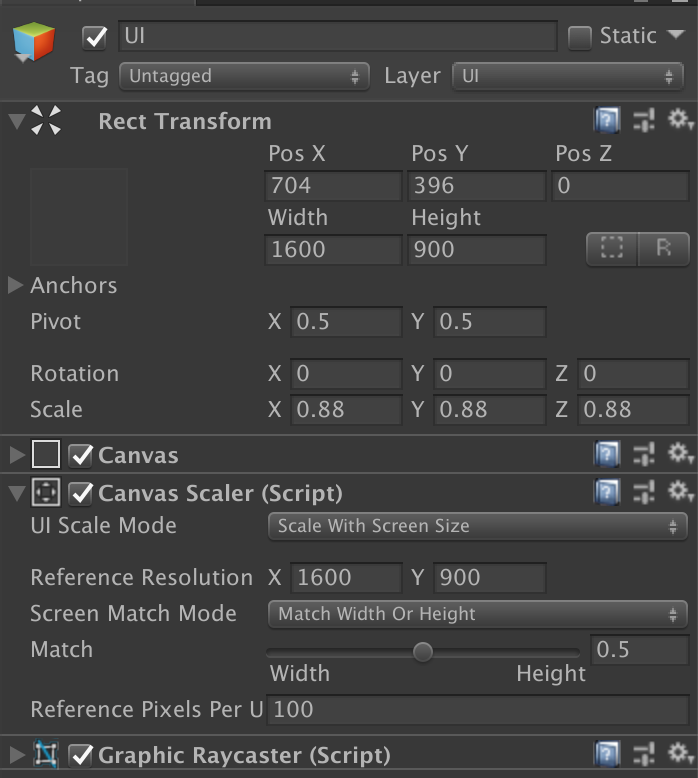 UI Static
Tag Untagged Layer UI
Rect Transform
Pos X Pos Y Pos Z
704 396 0
Width Height
1600 900
R
Anchors
Pivot X 0.5 Y 0.5
Rotation X 0 Y 0 Z 0
Scale X 0.88 Y 0.88 Z 0.88
Canvas
Canvas Scaler (Script)
UI Scale Mode Scale With Screen Size
Reference Resolution X 1600 Y 900
Screen Match Mode Match Width Or Height
Match 0.5
Width Height
Reference Pixels Per U 100
Graphic Raycaster (Script)